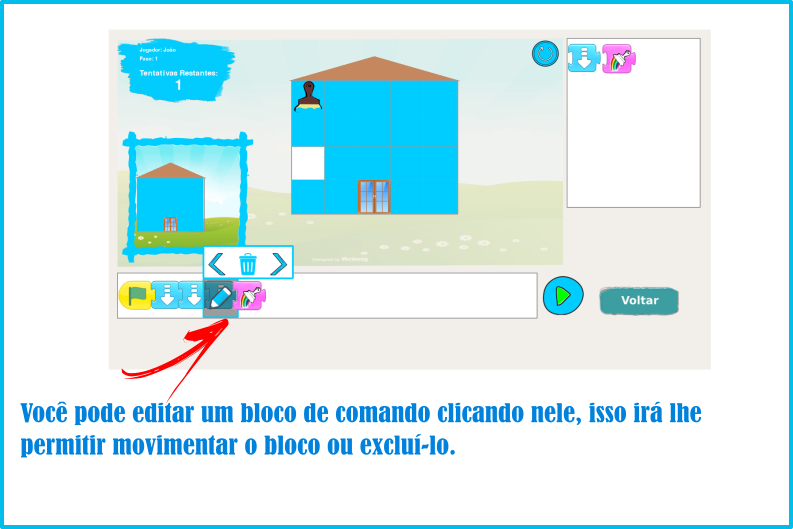 Jogador: João
Fase: 1
Tentativas Restantes:
1
Voltar
Você pode editar um bloco de comando clicando nele, isso irá lhe
permitir movimentar o bloco ou excluí-lo.